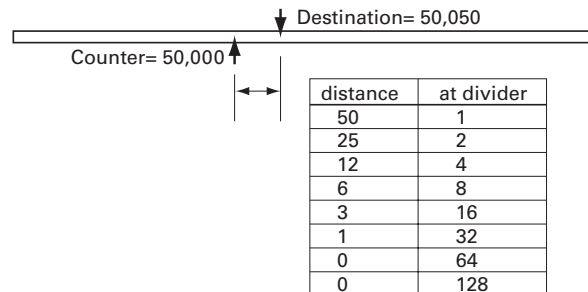 Destination= 50,050
Counter= 50,000
distance at divider
50 1
25 2
12 4
6 8
3 16
1 32
0 64
0 128